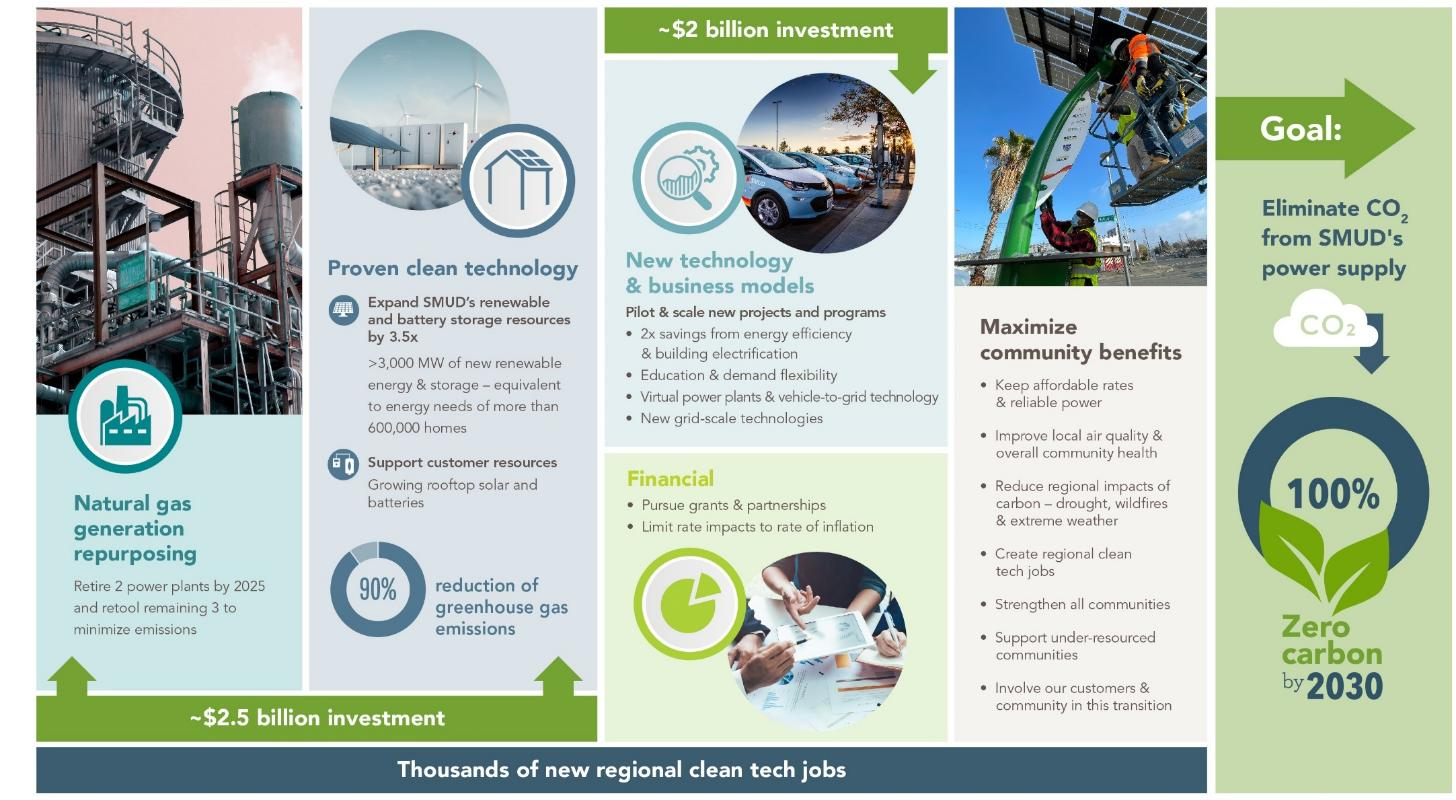 Natural gas
generation
repurposing
Retire 2 power plants by 2025
and retool remaining 3 to
minimize emissions
Proven clean technology
Expand SMUD's renewable
and battery storage resources
by 3.5x
>3,000 MW of new renewable
energy & storage – equivalent
to energy needs of more than
600,000 homes
Support customer resources
Growing rooftop solar and
batteries
90%
reduction of
greenhouse gas
emissions
~$2.5 billion investment
~$2 billion investment
New technology
& business models
Pilot & scale new projects and programs
• 2x savings from energy efficiency
& building electrification
• Education & demand flexibility
• Virtual power plants & vehicle-to-grid technology
• New grid-scale technologies
Financial
• Pursue grants & partnerships
• Limit rate impacts to rate of inflation
Maximize
community benefits
• Keep affordable rates
& reliable power
• Improve local air quality &
overall community health
• Reduce regional impacts of
carbon – drought, wildfires
& extreme weather
• Create regional clean
tech jobs
• Strengthen all communities
• Support under-resourced
communities
• Involve our customers &
community in this transition
Thousands of new regional clean tech jobs
Goal:
Eliminate CO₂
from SMUD's
power supply
CO₂
100%
Zero
carbon
by 2030